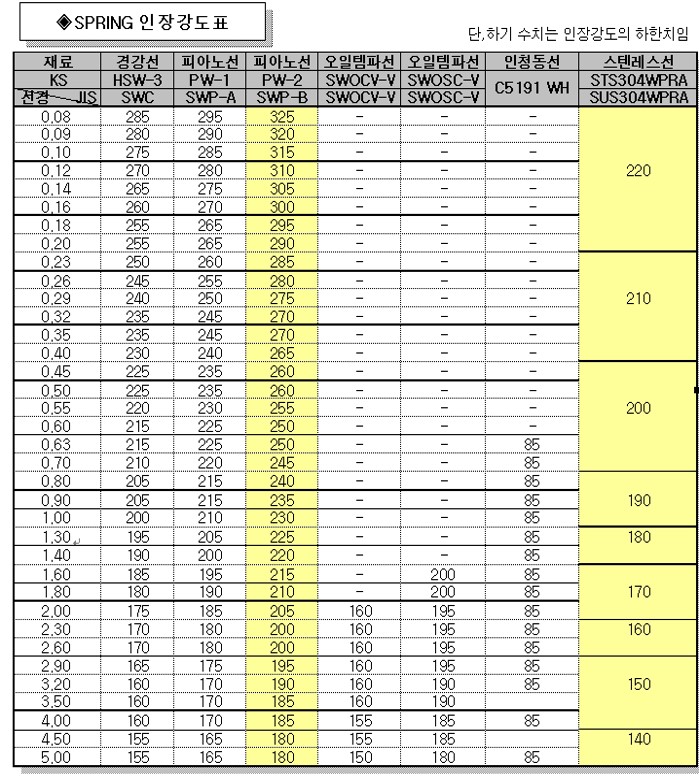 ◈SPRING 인장강도표
단,하기 수치는 인장강도의 하한치임
재료 경강선 피아노선 피아노선 오일템파선 오일템파선 인청동선 스텐레스선
KS HSW-3 PW-1 PW-2 SWOCV-V SWOSC-V C5191 WH STS304WPRA
선경 JIS SWC SWP-A SWP-B SWOCV-V SWOSC-V SUS304WPRA
0.08 285 295 325 - - -
0.09 280 290 320 - - -
0.10 275 285 315 - - -
0.12 270 280 310 - - - 220
0.14 265 275 305 - - -
0.16 260 270 300 - - -
0.18 255 265 295 - - -
0.20 255 265 290 - - -
0.23 250 260 285 - - -
0.26 245 255 280 - - -
0.29 240 250 275 - - - 210
0.32 235 245 270 - - -
0.35 235 245 270 - - -
0.40 230 240 265 - - -
0.45 225 235 260 - - -
0.50 225 235 260 - - -
0.55 220 230 255 - - - 200
0.60 215 225 250 - - -
0.63 215 225 250 - - 85
0.70 210 220 245 - - 85
0.80 205 215 240 - - 85
0.90 205 215 235 - - 85 190
1.00 200 210 230 - - 85
1.30 195 205 225 - - 85 180
1.40 190 200 220 - - 85
1.60 185 195 215 - 200 85
1.80 180 190 210 - 200 85 170
2.00 175 185 205 160 195 85
2.30 170 180 200 160 195 85 160
2.60 170 180 200 160 195 85
2.90 165 175 195 160 195 85
3.20 160 170 190 160 190 85 150
3.50 160 170 185 160 190
4.00 160 170 185 155 185 85
4.50 155 165 180 155 185 140
5.00 155 165 180 150 180 85